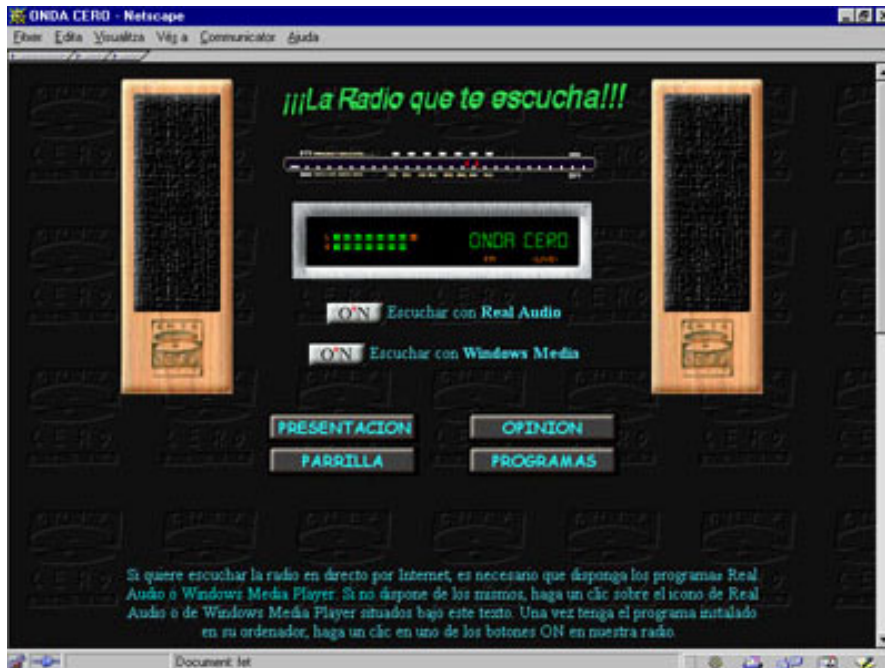 ONDA CERO - Netscape
Fitxer Edita Visualitza Vés a Communicator Ajuda
¡¡¡La Radio que te escucha!!!
ONDA CERO
ON Escuchar con Real Audio
ON Escuchar con Windows Media
PRESENTACION OPINION
PARRILLA PROGRAMAS
Si quiere escuchar la radio en directo por Internet, es necesario que disponga los programas Real
Audio ó Windows Media Player. Si no dispone de los mismos, haga un clic sobre el icono de Real
Audio o de Windows Media Player situados bajo este texto. Una vez tenga el programa instalado
en su ordenador, haga un clic en uno de los botones ON en nuestra radio.
Document: fet